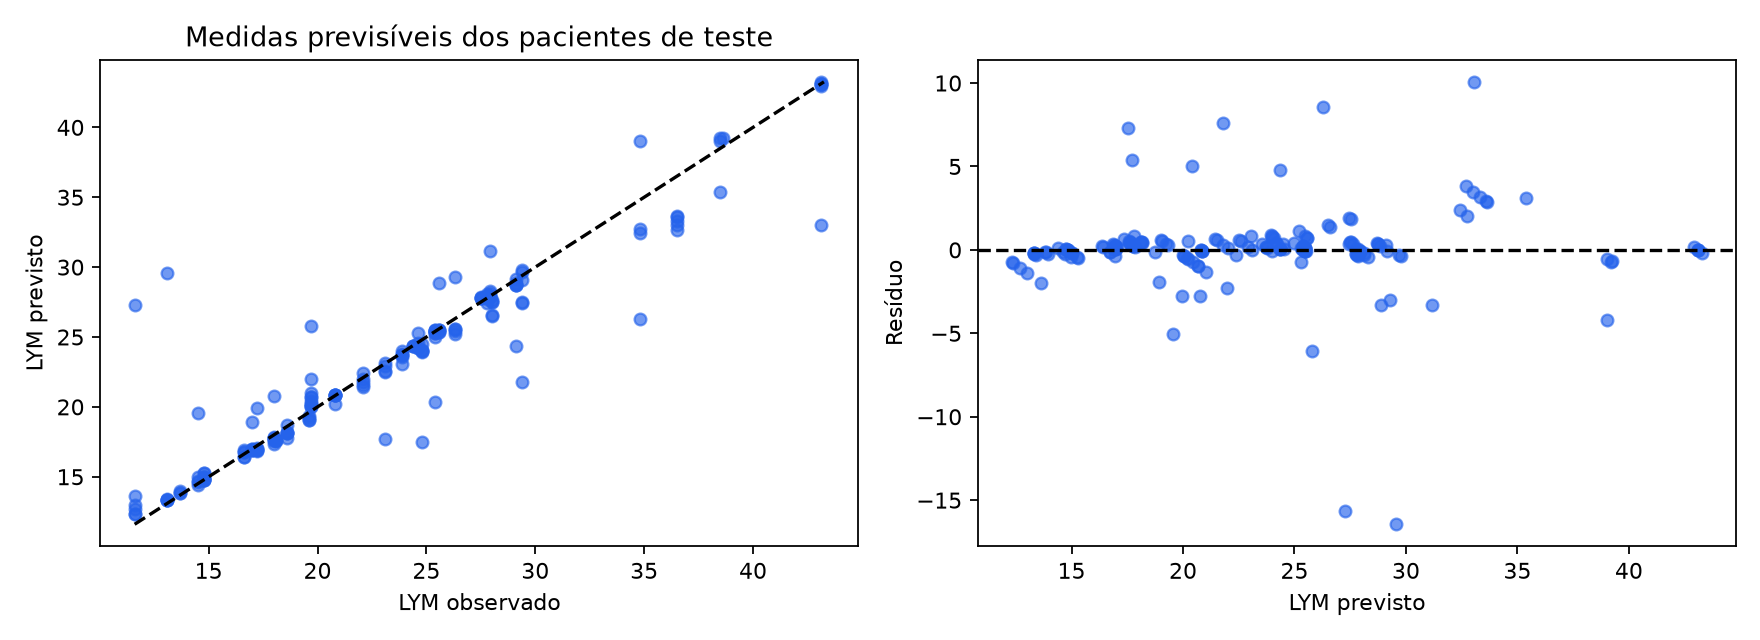 Medidas previsíveis dos pacientes de teste
LYM previsto
40
35
30
25
20
15
15 20 25 30 35 40
LYM observado
Resíduo
10
5
0
−5
−10
−15
15 20 25 30 35 40
LYM previsto